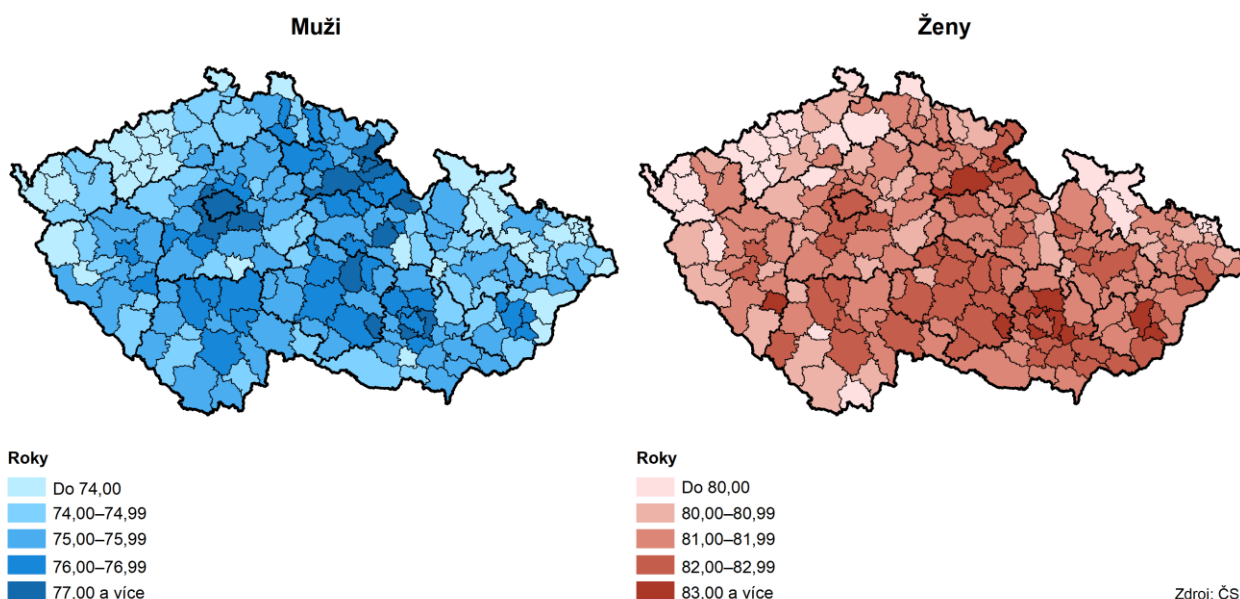 Muži
Ženy
Roky
Do 74,00
74,00–74,99
75,00–75,99
76,00–76,99
77,00 a více
Roky
Do 80,00
80,00–80,99
81,00–81,99
82,00–82,99
83,00 a více
Zdroj: ČS